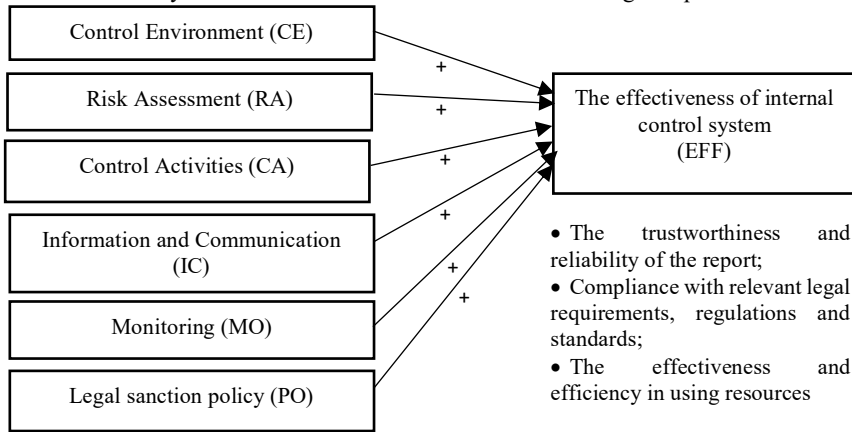 Control Environment (CE)
+
Risk Assessment (RA)
+
Control Activities (CA)
+
Information and Communication
(IC)
+
Monitoring (MO)
+
Legal sanction policy (PO)
+
The effectiveness of internal
control system
(EFF)
• The trustworthiness and
reliability of the report;
• Compliance with relevant legal
requirements, regulations and
standards;
• The effectiveness and
efficiency in using resources